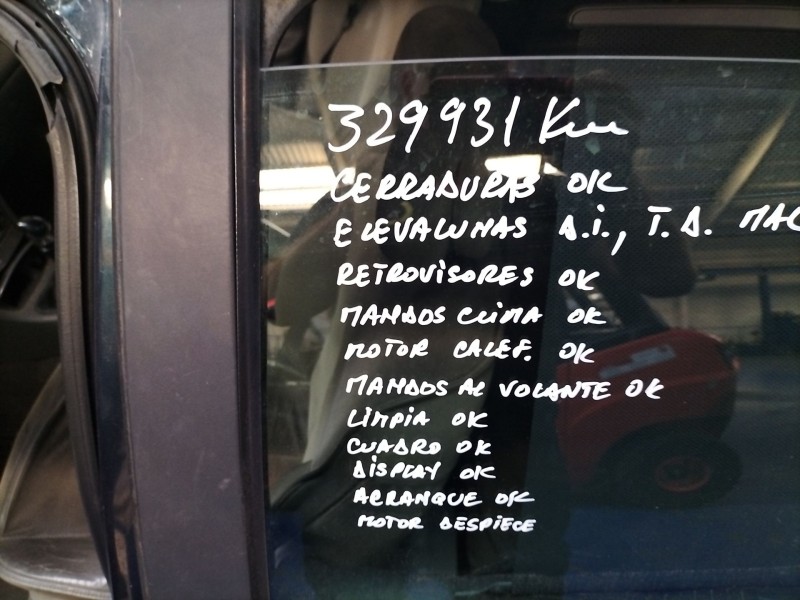 329931 Km
CERRADURAS OK
ELEVALUNAS D.I., T.D. MAL
RETROVISORES OK
MANDOS CLIMA OK
MOTOR CALEF. OK
MANDOS AL VOLANTE OK
LIMPIA OK
CUADRO OK
DISPLAY OK
ARRANQUE OK
MOTOR DESPIECE